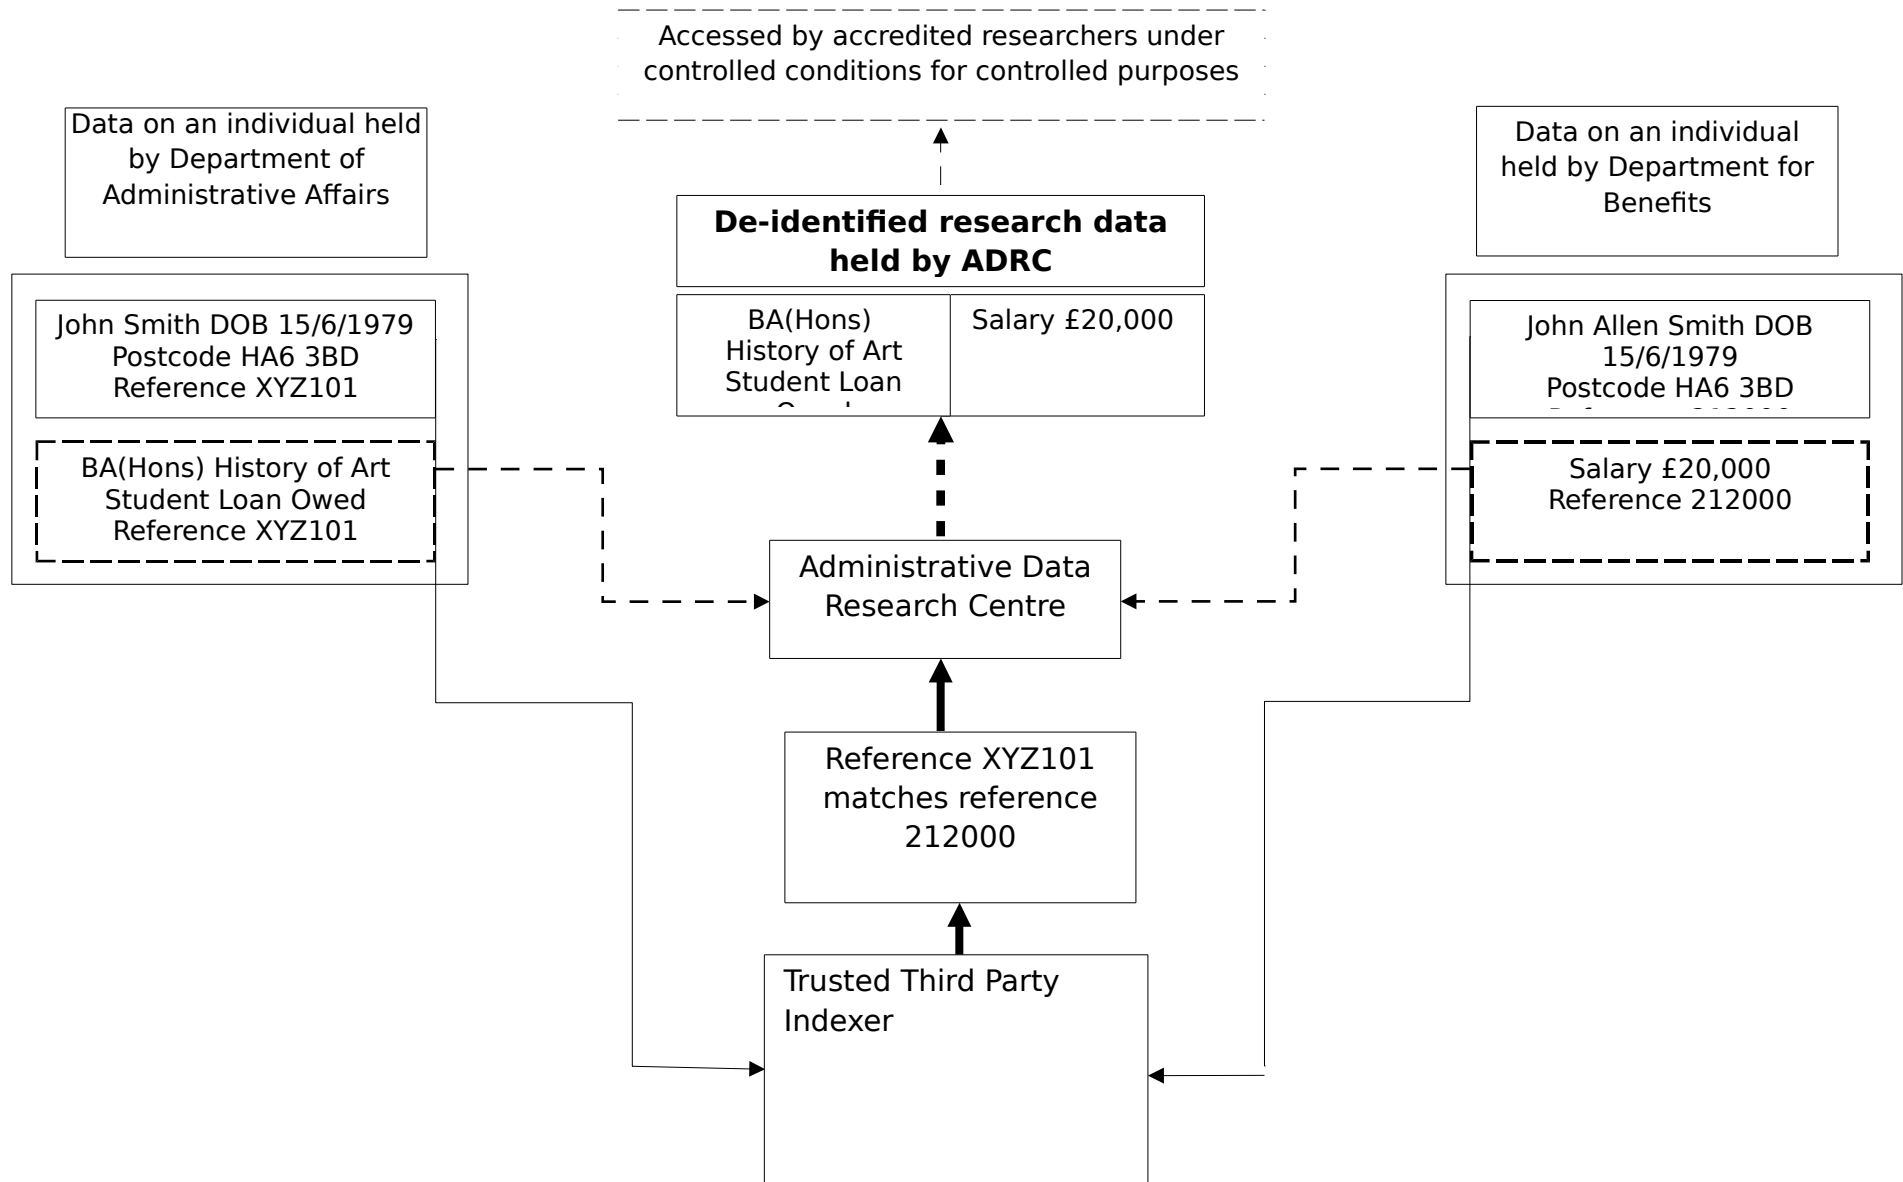 Accessed by accredited researchers under
controlled conditions for controlled purposes
Data on an individual held
by Department of
Administrative Affairs
Data on an individual
held by Department for
Benefits
De-identified research data
held by ADRC
John Smith DOB 15/6/1979
Postcode HA6 3BD
Reference XYZ101
BA(Hons)
History of Art
Student Loan
Salary £20,000
John Allen Smith DOB
15/6/1979
Postcode HA6 3BD
BA(Hons) History of Art
Student Loan Owed
Reference XYZ101
Salary £20,000
Reference 212000
Administrative Data
Research Centre
Reference XYZ101
matches reference
212000
Trusted Third Party
Indexer